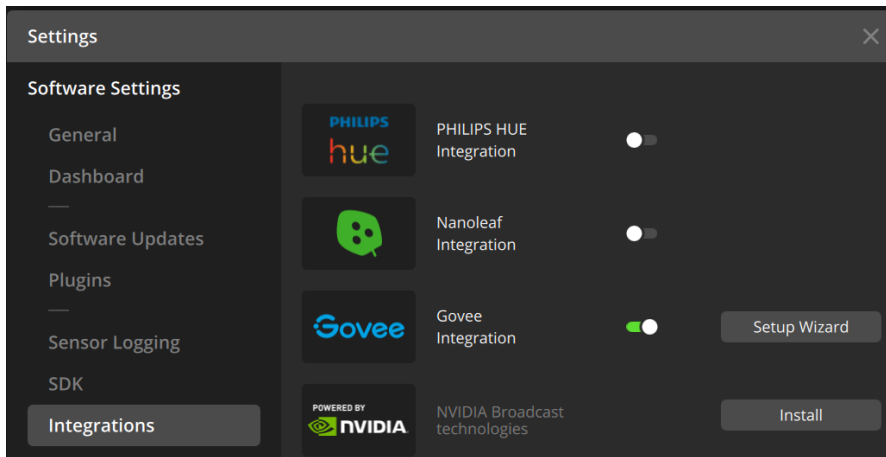 Settings
Software Settings
General
Dashboard
Software Updates
Plugins
Sensor Logging
SDK
Integrations
PHILIPS
hue
PHILIPS HUE
Integration
Nanoleaf
Integration
Govee
Govee
Integration
Setup Wizard
POWERED BY
NVIDIA.
NVIDIA Broadcast
technologies
Install